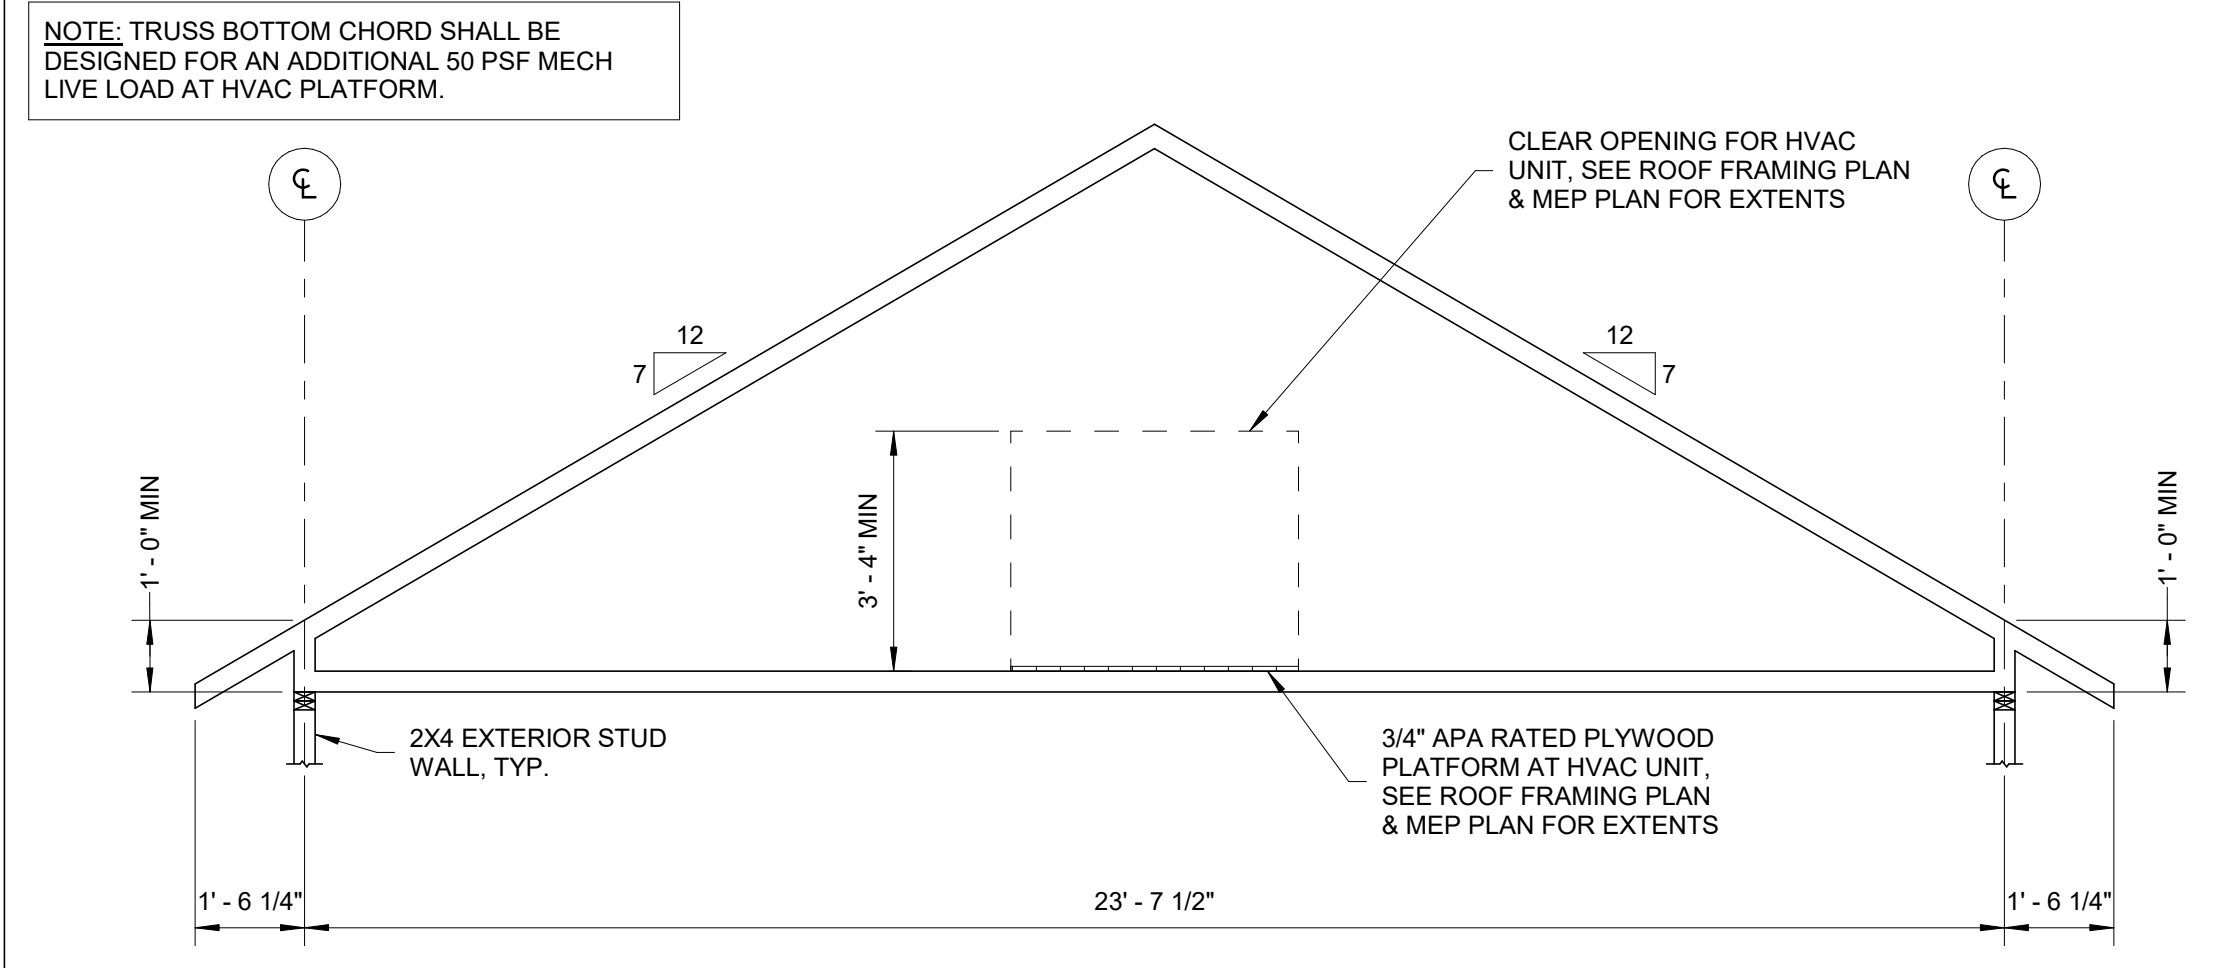 NOTE: TRUSS BOTTOM CHORD SHALL BE
DESIGNED FOR AN ADDITIONAL 50 PSF MECH
LIVE LOAD AT HVAC PLATFORM.
CLEAR OPENING FOR HVAC
UNIT, SEE ROOF FRAMING PLAN
& MEP PLAN FOR EXTENTS
℄
℄
12
7
12
7
1' - 0" MIN
3' - 4" MIN
1' - 0" MIN
2X4 EXTERIOR STUD
WALL, TYP.
3/4" APA RATED PLYWOOD
PLATFORM AT HVAC UNIT,
SEE ROOF FRAMING PLAN
& MEP PLAN FOR EXTENTS
1' - 6 1/4"
23' - 7 1/2"
1' - 6 1/4"